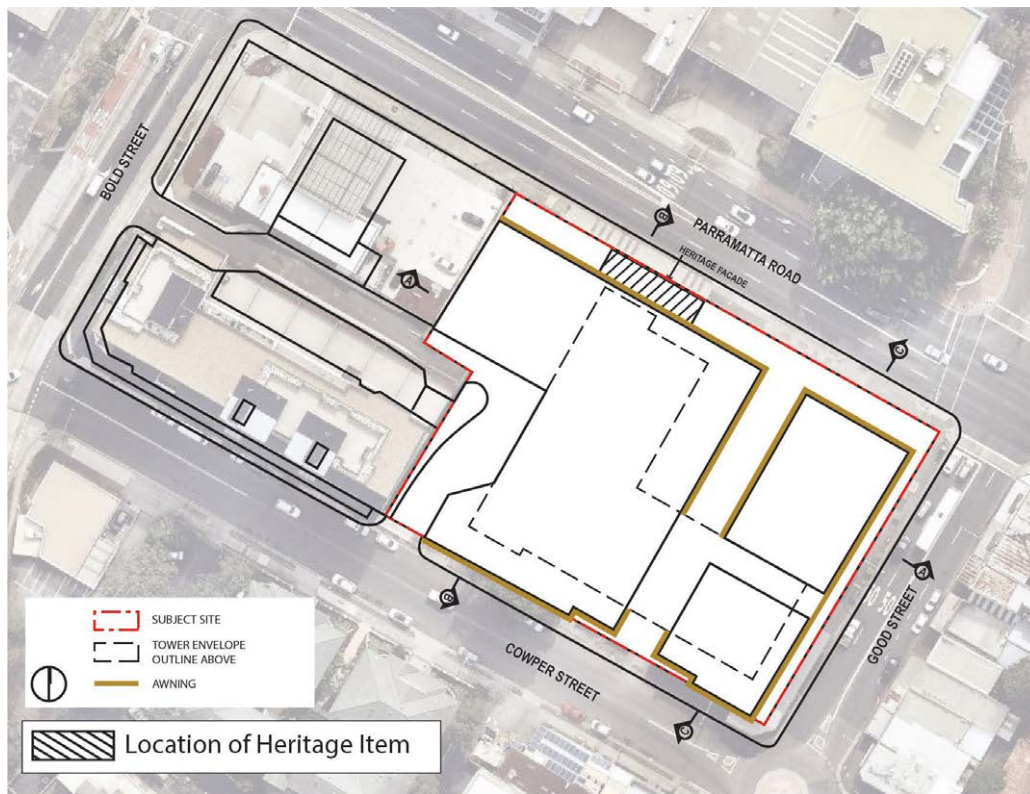 BOLD STREET
B
PARRAMATTA ROAD
HERITAGE FACADE
A
C
A
GOOD STREET
B
COWPER STREET
C
SUBJECT SITE
TOWER ENVELOPE
OUTLINE ABOVE
AWNING
Location of Heritage Item